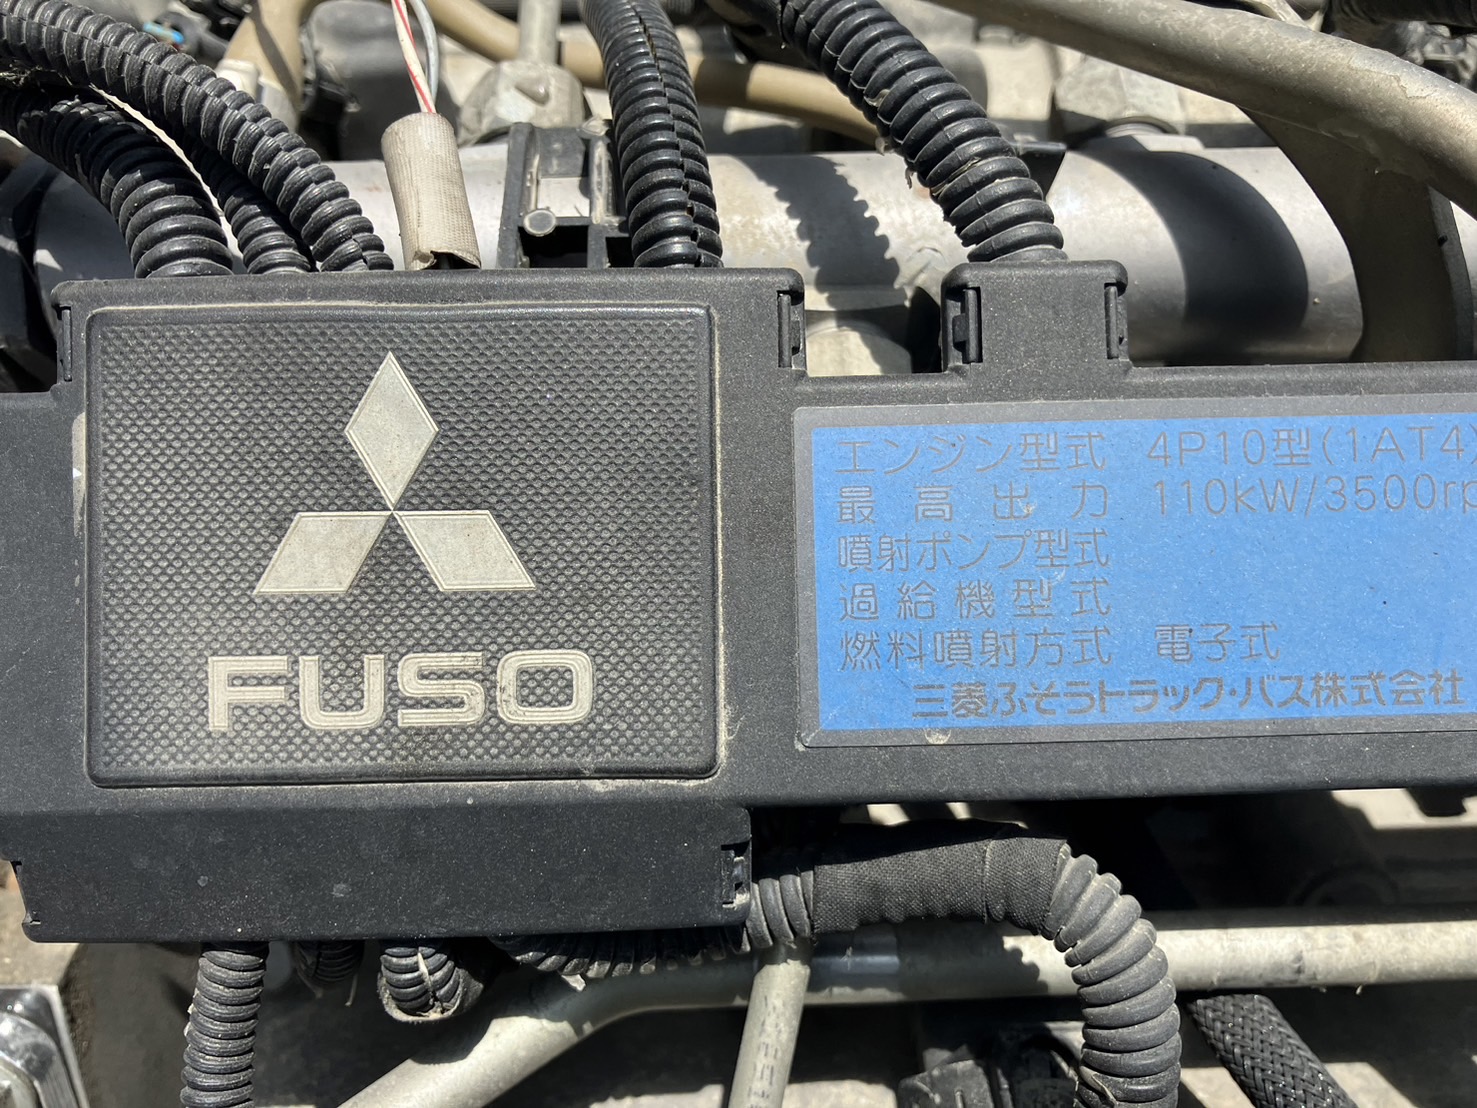 FUSO
エンジン型式 4P10型(1AT4)
最高出力 110kW/3500rp
噴射ポンプ型式
過給機型式
燃料噴射方式 電子式
三菱ふそうトラック・バス株式会社